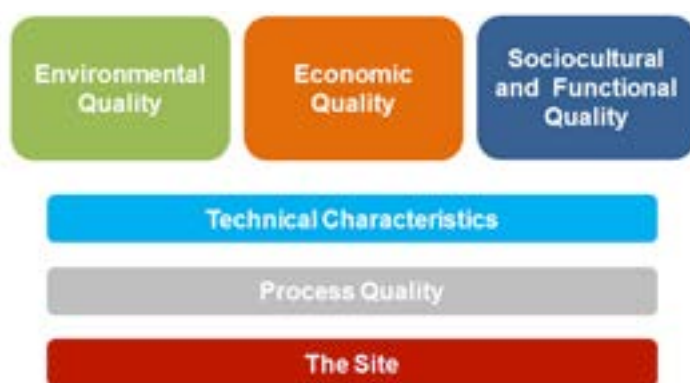 Environmental
Quality
Economic
Quality
Sociocultural
and Functional
Quality
Technical Characteristics
Process Quality
The Site